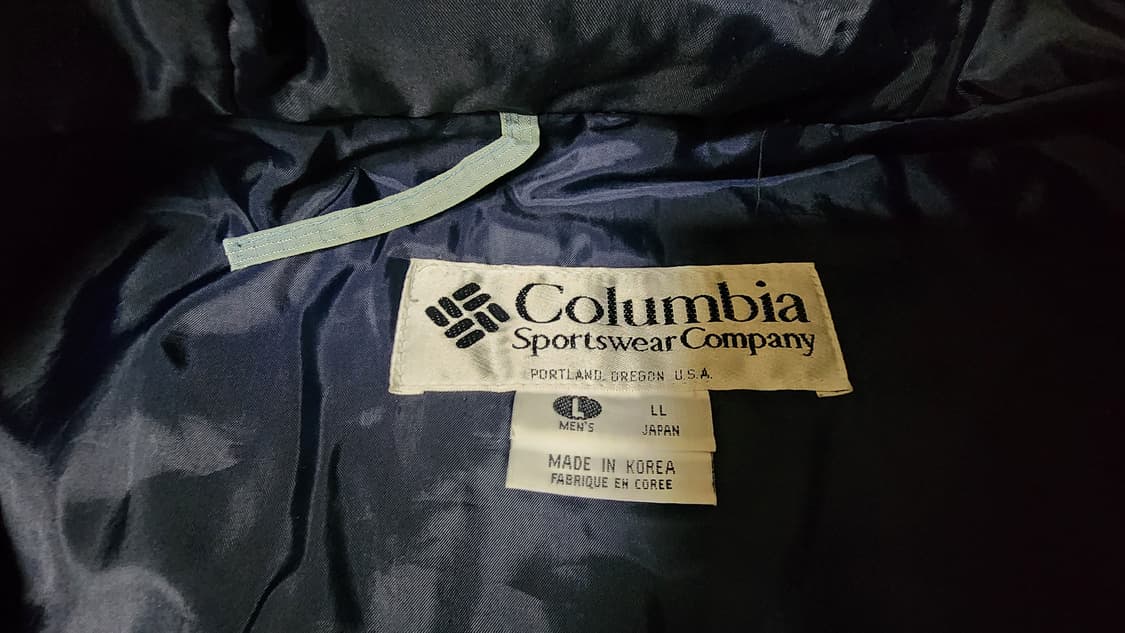 Columbia
Sportswear Company
PORTLAND, OREGON U.S.A.
L LL
MEN'S JAPAN
MADE IN KOREA
FABRIQUE EN COREE